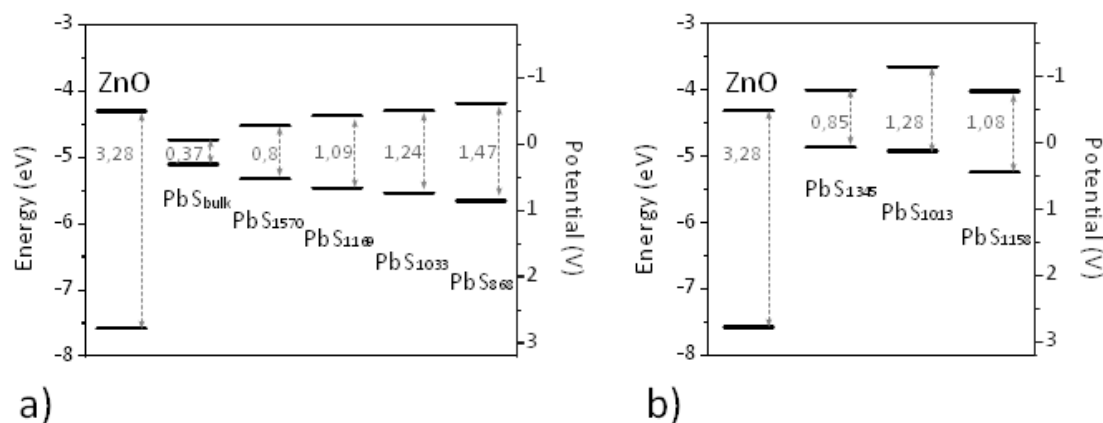 -3
-4
-5
-6
-7
-8
Energy (eV)
ZnO
3,28
0,37
0,8
1,09
1,24
1,47
PbSbulk
PbS1570
PbS1169
PbS1033
PbS868
-1
0
1
2
3
Potential (V)
a)
-3
-4
-5
-6
-7
-8
Energy (eV)
ZnO
3,28
0,85
1,28
1,08
PbS1345
PbS1013
PbS1158
-1
0
1
2
3
Potential (V)
b)